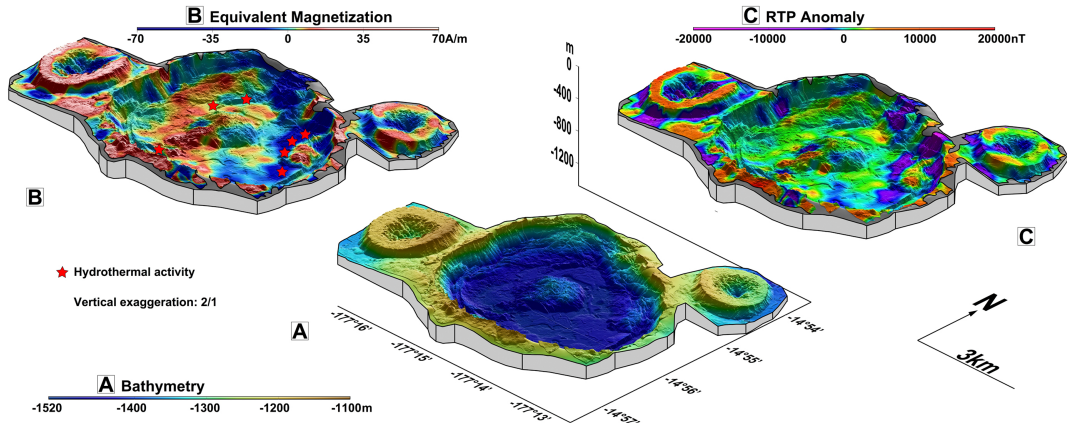 B Equivalent Magnetization
-70 -35 0 35 70A/m
C RTP Anomaly
-20000 -10000 0 10000 20000nT
m
0
-400
-800
-1200
B
C
Hydrothermal activity
Vertical exaggeration: 2/1
A
N
3km
-177°16'
-177°15'
-177°14'
-177°13'
-14°54'
-14°55'
-14°56'
-14°57'
A Bathymetry
-1520 -1400 -1300 -1200 -1100m